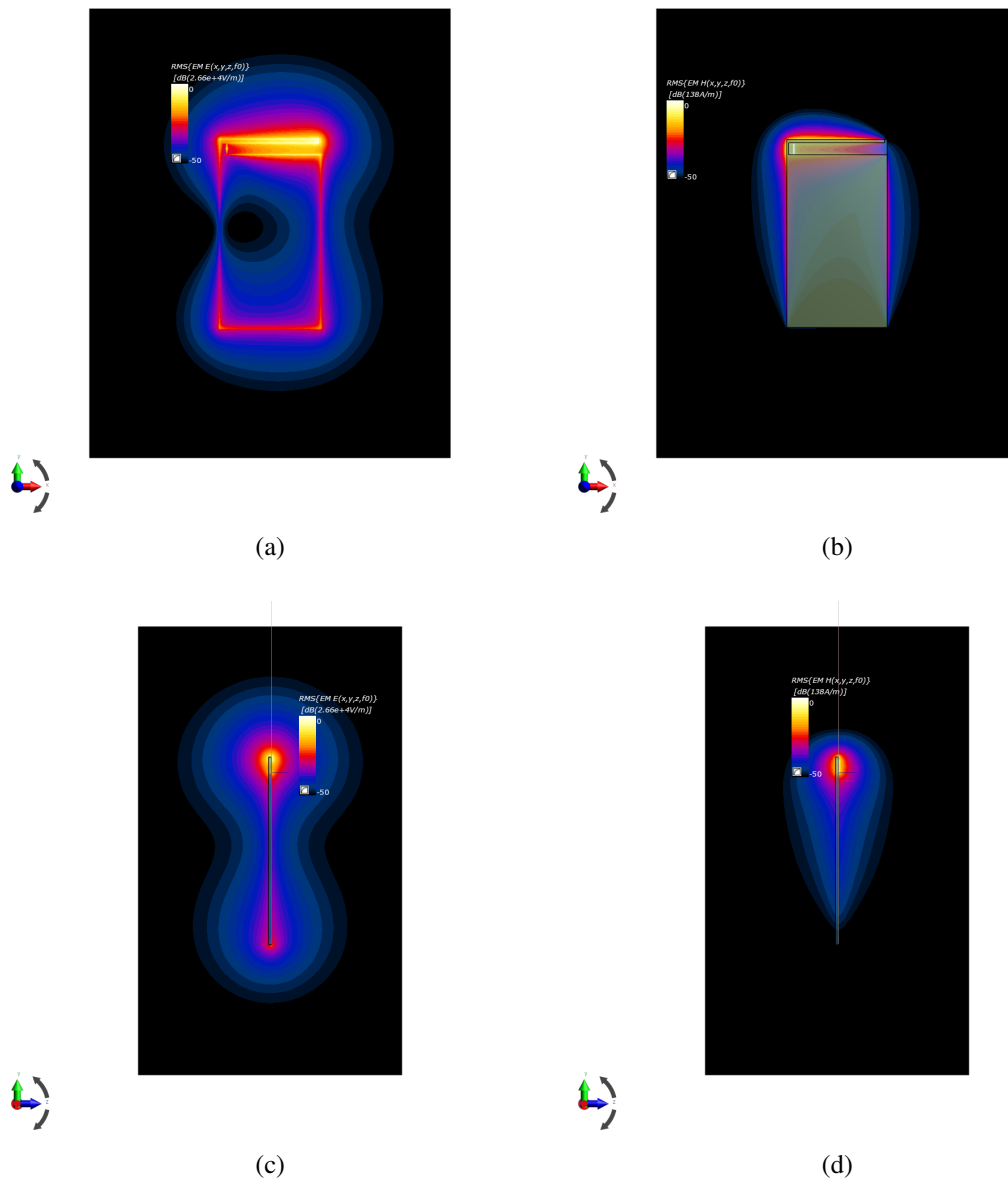 RMS{EM E(x,y,z,f0)}
[dB(2.66e+4V/m)]
0
-50
y
x
(a)
RMS{EM H(x,y,z,f0)}
[dB(138A/m)]
0
-50
y
x
(b)
RMS{EM E(x,y,z,f0)}
[dB(2.66e+4V/m)]
0
-50
y
z
(c)
RMS{EM H(x,y,z,f0)}
[dB(138A/m)]
0
-50
y
z
(d)